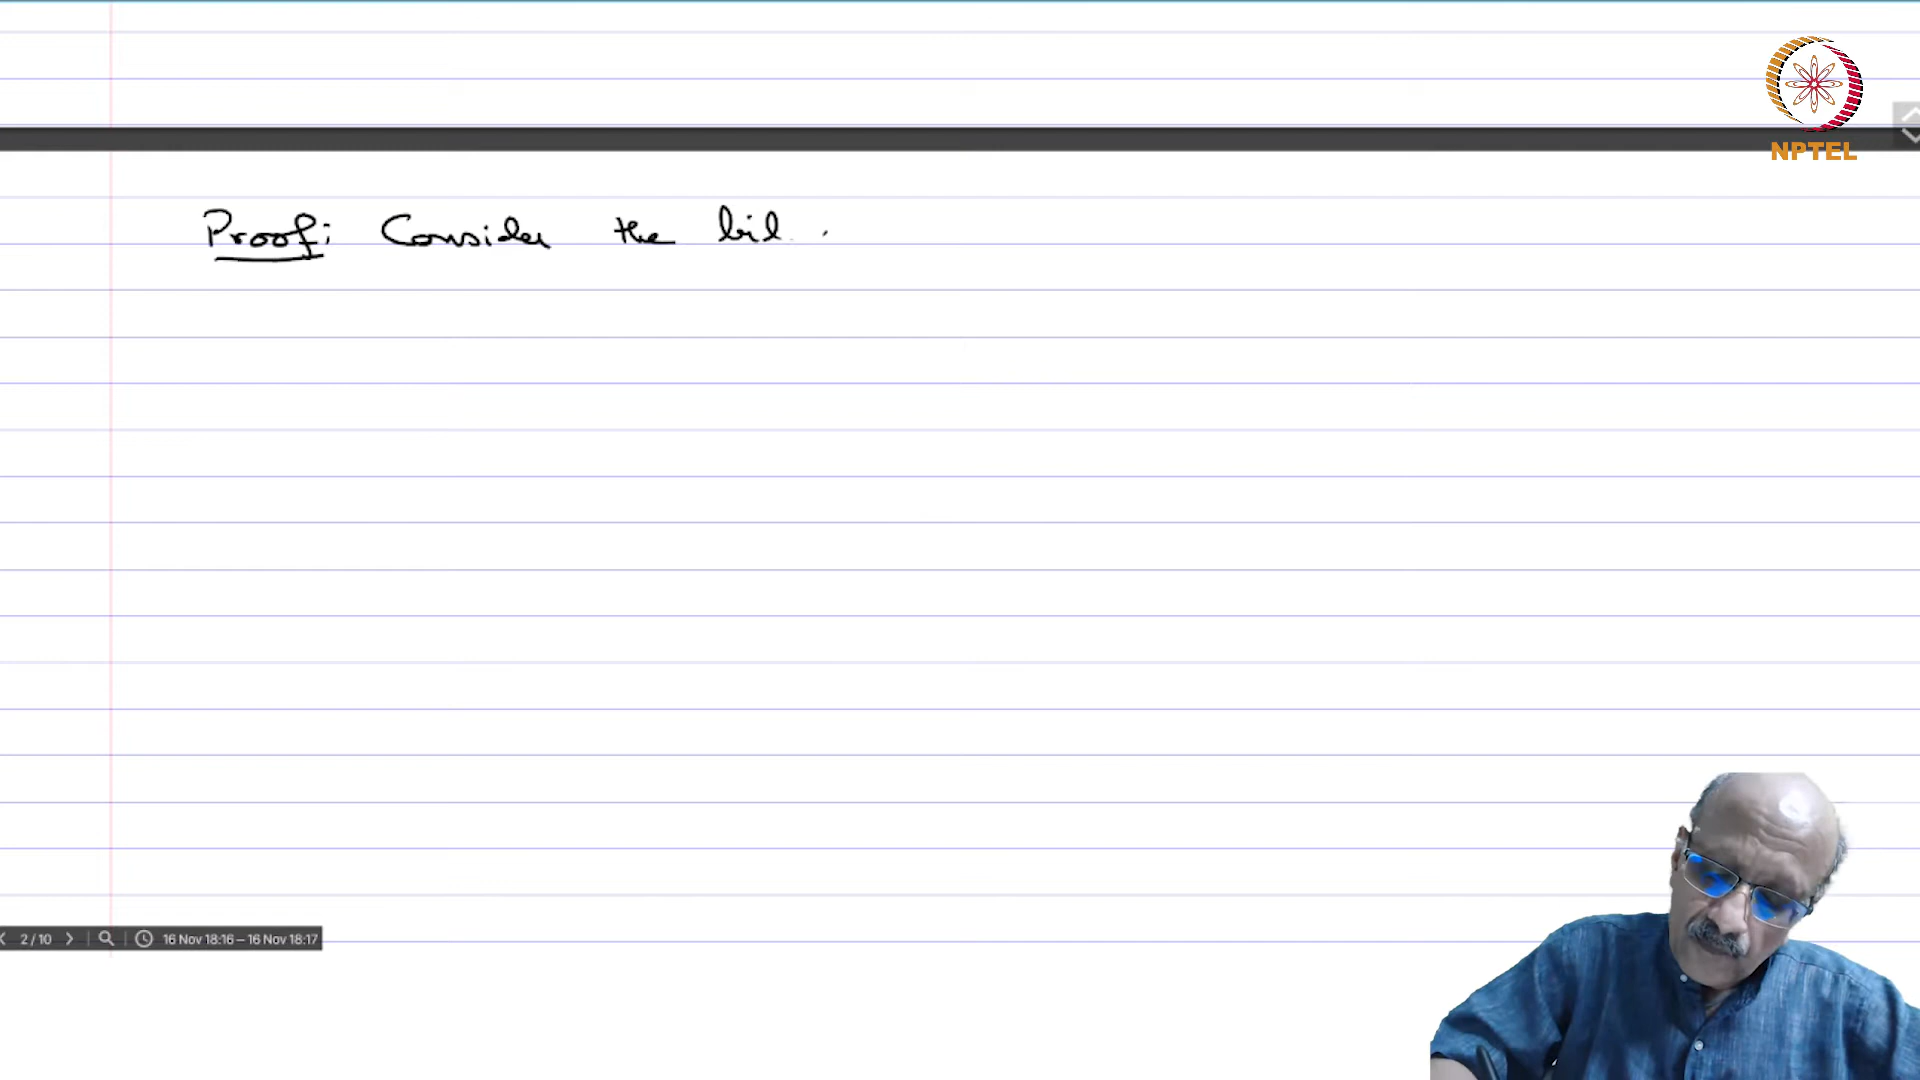 NPTEL
Proof: Consider the bil.
2 / 10 16 Nov 18:16 – 16 Nov 18:17